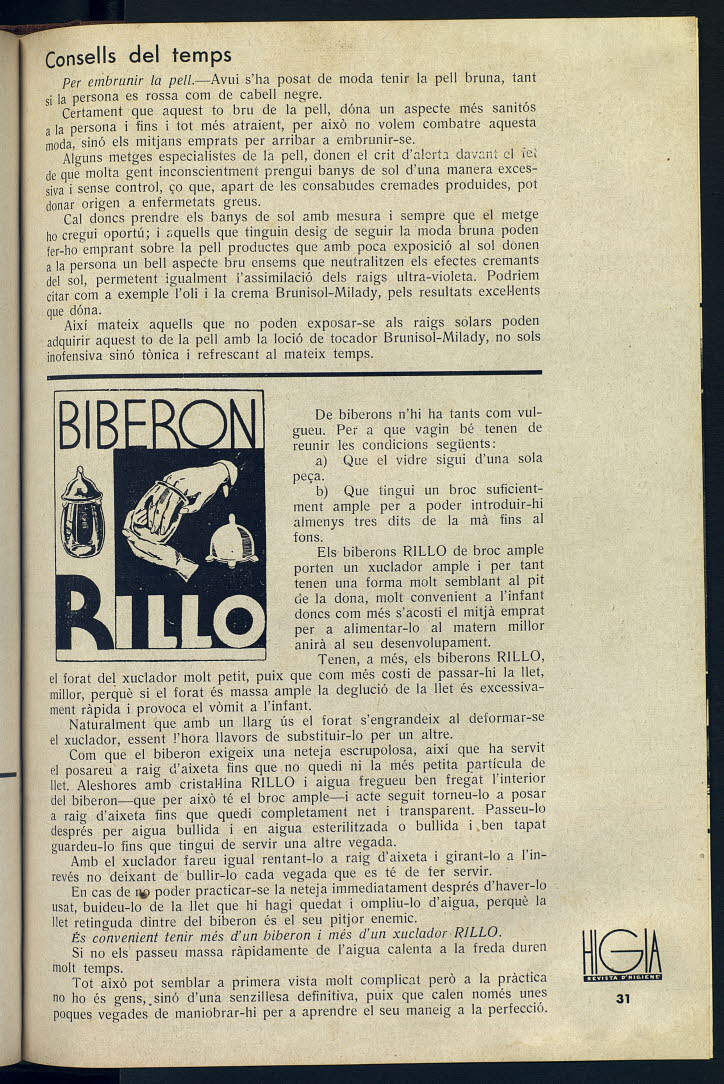 Consells del temps
Per embrunir la pell.—Avui s'ha posat de moda tenir la pell bruna, tant
si la persona es rossa com de cabell negre.
Certament que aquest to bru de la pell, dóna un aspecte més sanitós
a la persona i fins i tot més atraient, per això no volem combatre aquesta
moda, sinó els mitjans emprats per arribar a embrunir-se.
Alguns metges especialistes de la pell, donen el crit d'alerta davant el fet
de que molta gent inconscientment prengui banys de sol d'una manera exces-
siva i sense control, ço que, apart de les consabudes cremades produides, pot
donar origen a enfermetats greus.
Cal doncs prendre els banys de sol amb mesura i sempre que el metge
ho cregui oportú; i aquells que tinguin desig de seguir la moda bruna poden
fer-ho emprant sobre la pell productes que amb poca exposició al sol donen
a la persona un bell aspecte bru ensems que neutralitzen els efectes cremants
del sol, permetent igualment l'assimilació dels raigs ultra-violeta. Podriem
citar com a exemple l'oli i la crema Brunisol-Milady, pels resultats excel·lents
que dóna.
Aixi mateix aquells que no poden exposar-se als raigs solars poden
adquirir aquest to de la pell amb la loció de tocador Brunisol-Milady, no sols
inofensiva sinó tònica i refrescant al mateix temps.
BIBERON
RILLO
De biberons n'hi ha tants com vul-
gueu. Per a que vagin bé tenen de
reunir les condicions següents:
a) Que el vidre sigui d'una sola
peça.
b) Que tingui un broc suficient-
ment ample per a poder introduir-hi
almenys tres dits de la mà fins al
fons.
Els biberons RILLO de broc ample
porten un xuclador ample i per tant
tenen una forma molt semblant al pit
de la dona, molt convenient a l'infant
doncs com més s'acosti el mitjà emprat
per a alimentar-lo al matern millor
anirà al seu desenvolupament.
Tenen, a més, els biberons RILLO,
el forat del xuclador molt petit, puix que com més costi de passar-hi la llet,
millor, perquè si el forat és massa ample la deglució de la llet és excessiva-
ment ràpida i provoca el vòmit a l'infant.
Naturalment que amb un llarg ús el forat s'engrandeix al deformar-se
el xuclador, essent l'hora llavors de substituir-lo per un altre.
Com que el biberon exigeix una neteja escrupolosa, aixi que ha servit
el posareu a raig d'aixeta fins que no quedi ni la més petita partícula de
llet. Aleshores amb cristal·lina RILLO i aigua fregueu ben fregat l'interior
del biberon—que per això té el broc ample—i acte seguit torneu-lo a posar
a raig d'aixeta fins que quedi completament net i transparent. Passeu-lo
després per aigua bullida i en aigua esterilitzada o bullida i ben tapat
guardeu-lo fins que tingui de servir una altre vegada.
Amb el xuclador fareu igual rentant-lo a raig d'aixeta i girant-lo a l'in-
revés no deixant de bullir-lo cada vegada que es té de fer servir.
En cas de no poder practicar-se la neteja immediatament després d'haver-lo
usat, buideu-lo de la llet que hi hagi quedat i ompliu-lo d'aigua, perquè la
llet retinguda dintre del biberón és el seu pitjor enemic.
És convenient tenir més d'un biberon i més d'un xuclador RILLO.
Si no els passeu massa ràpidamente de l'aigua calenta a la freda duren
molt temps.
Tot això pot semblar a primera vista molt complicat però a la pràctica
no ho és gens, sinó d'una senzillesa definitiva, puix que calen només unes
poques vegades de maniobrar-hi per a aprendre el seu maneig a la perfecció.
HIGIA
REVISTA D'HIGIENE
31